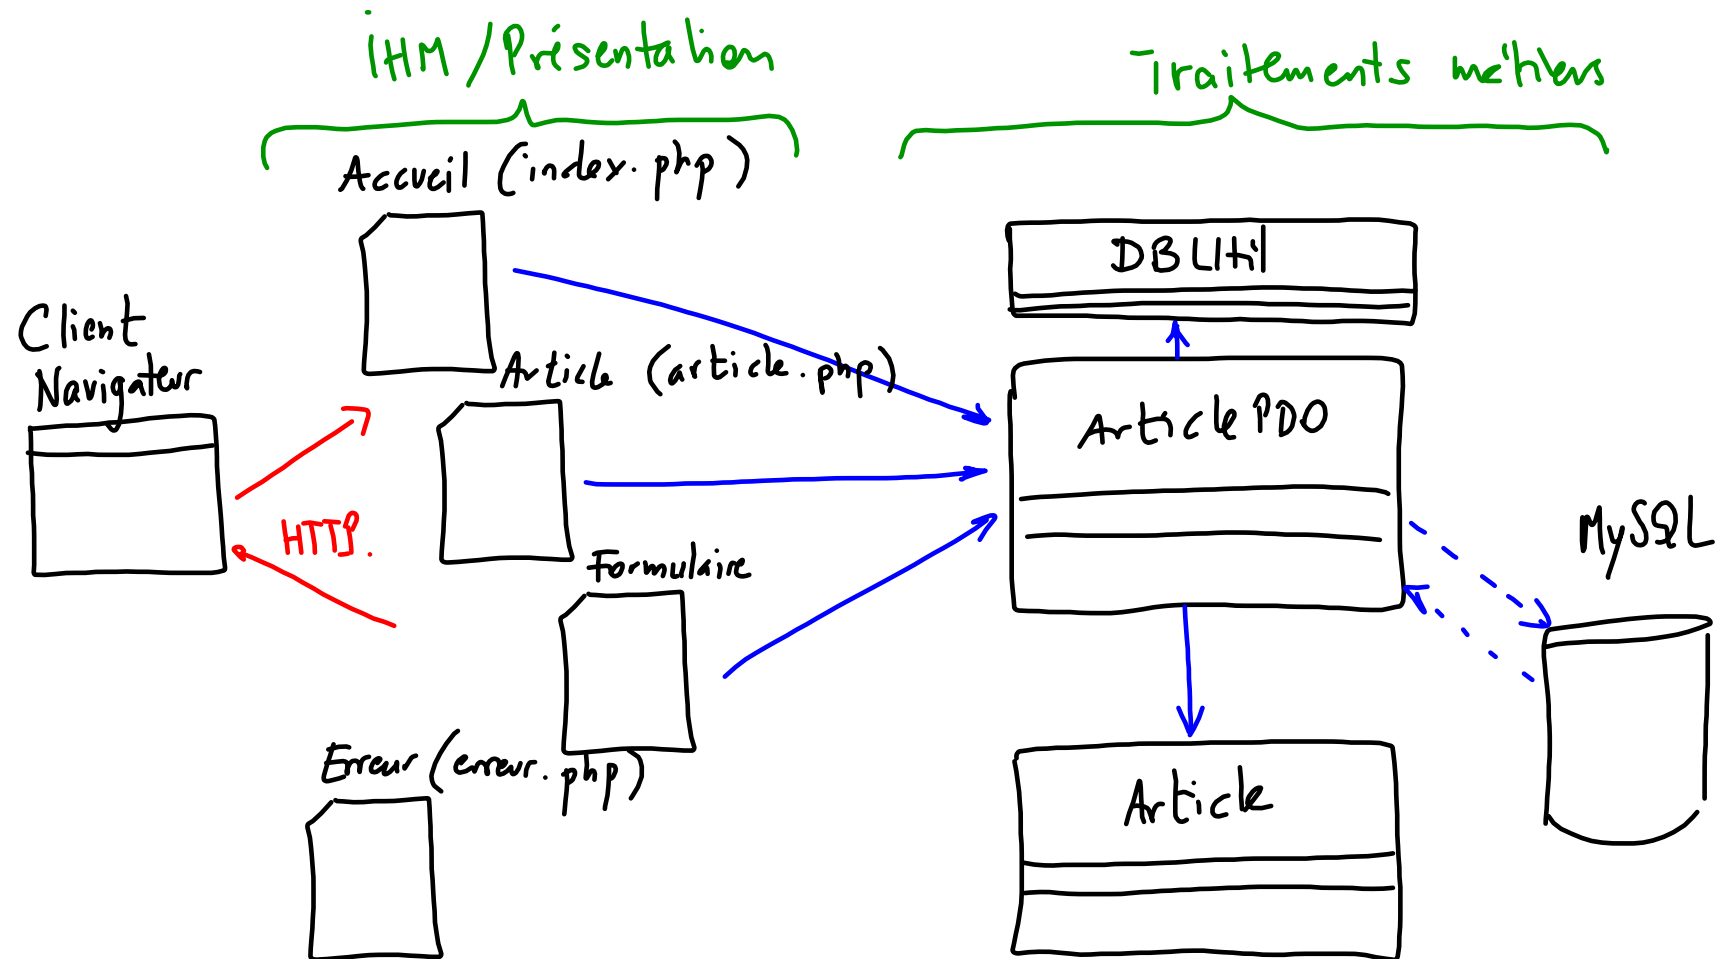 IHM / Présentation
Traitements métiers
Accueil (index.php)
DBUtil
Client
Navigateur
Article (article.php)
ArticlePDO
HTTP.
MySQL
Formulaire
Erreur (erreur.php)
Article